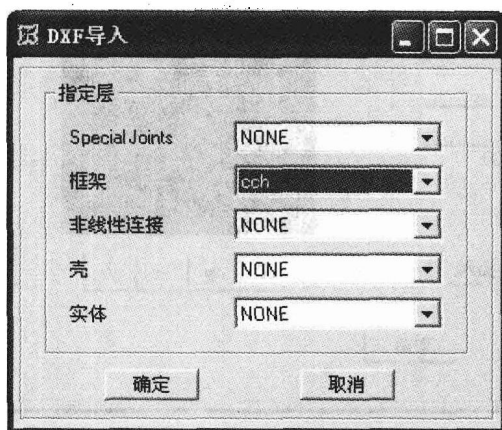 DXF导入
指定层
Special Joints NONE
框架 cch
非线性连接 NONE
壳 NONE
实体 NONE
确定 取消